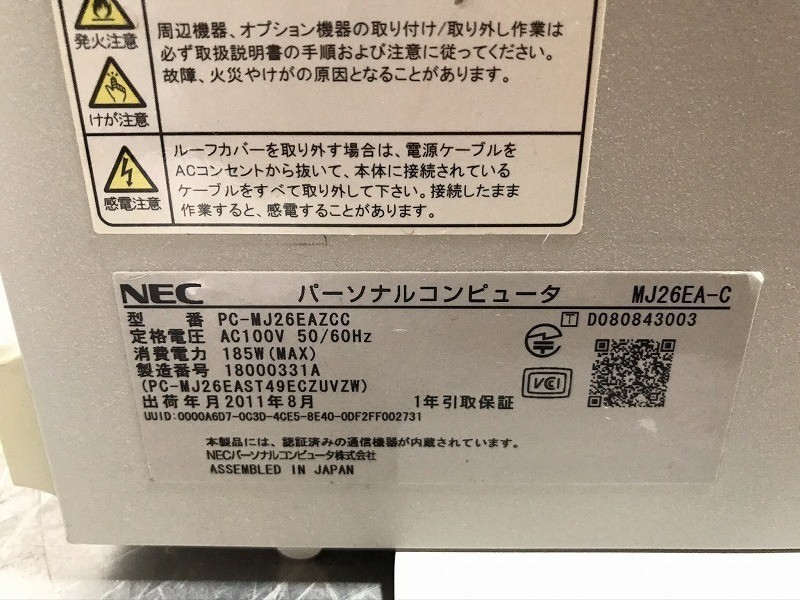 発火注意
周辺機器、オプション機器の取り付け/取り外し作業は
必ず取扱説明書の手順および注意に従ってください。
故障、火災やけがの原因となることがあります。
けが注意
感電注意
ルーフカバーを取り外す場合は、電源ケーブルを
ACコンセントから抜いて、本体に接続されている
ケーブルをすべて取り外して下さい。接続したまま
作業すると、感電することがあります。
NEC パーソナルコンピュータ MJ26EA-C
型 番 PC-MJ26EAZCC
T D080843003
定格電圧 AC100V 50/60Hz
消費電力 185W(MAX)
製造番号 18000331A
(PC-MJ26EAST49ECZUVZW)
VCI
出荷年月2011年8月 1年引取保証
UUID:0000A6D7-0C3D-4CE5-8E40-0DF2FF002731
本製品には、認証済みの通信機器が内蔵されています。
NECパーソナルコンピュータ株式会社
ASSEMBLED IN JAPAN